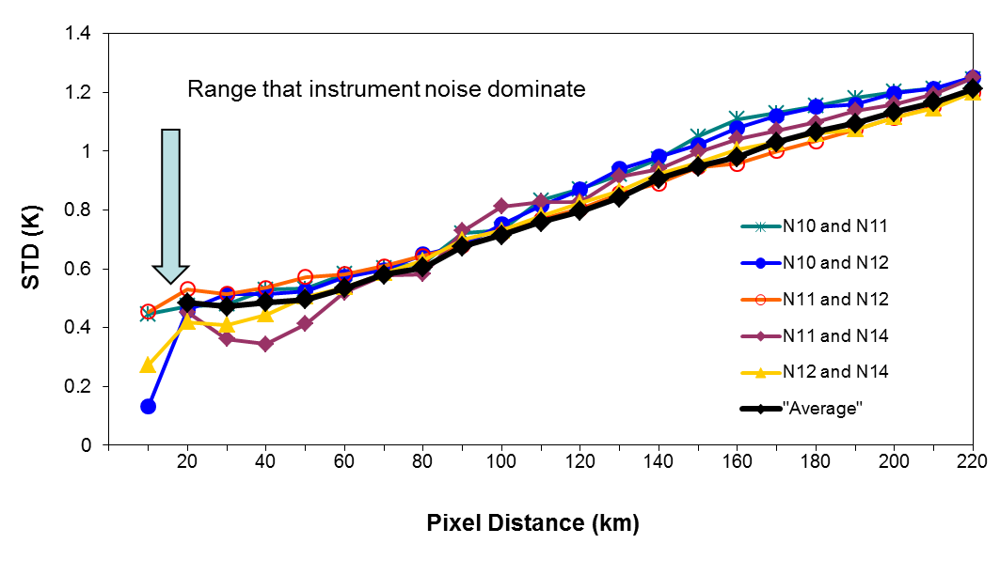 1.4
1.2
1
0.8
0.6
0.4
0.2
0
Range that instrument noise dominate
STD (K)
N10 and N11
N10 and N12
N11 and N12
N11 and N14
N12 and N14
"Average"
20 40 60 80 100 120 140 160 180 200 220
Pixel Distance (km)